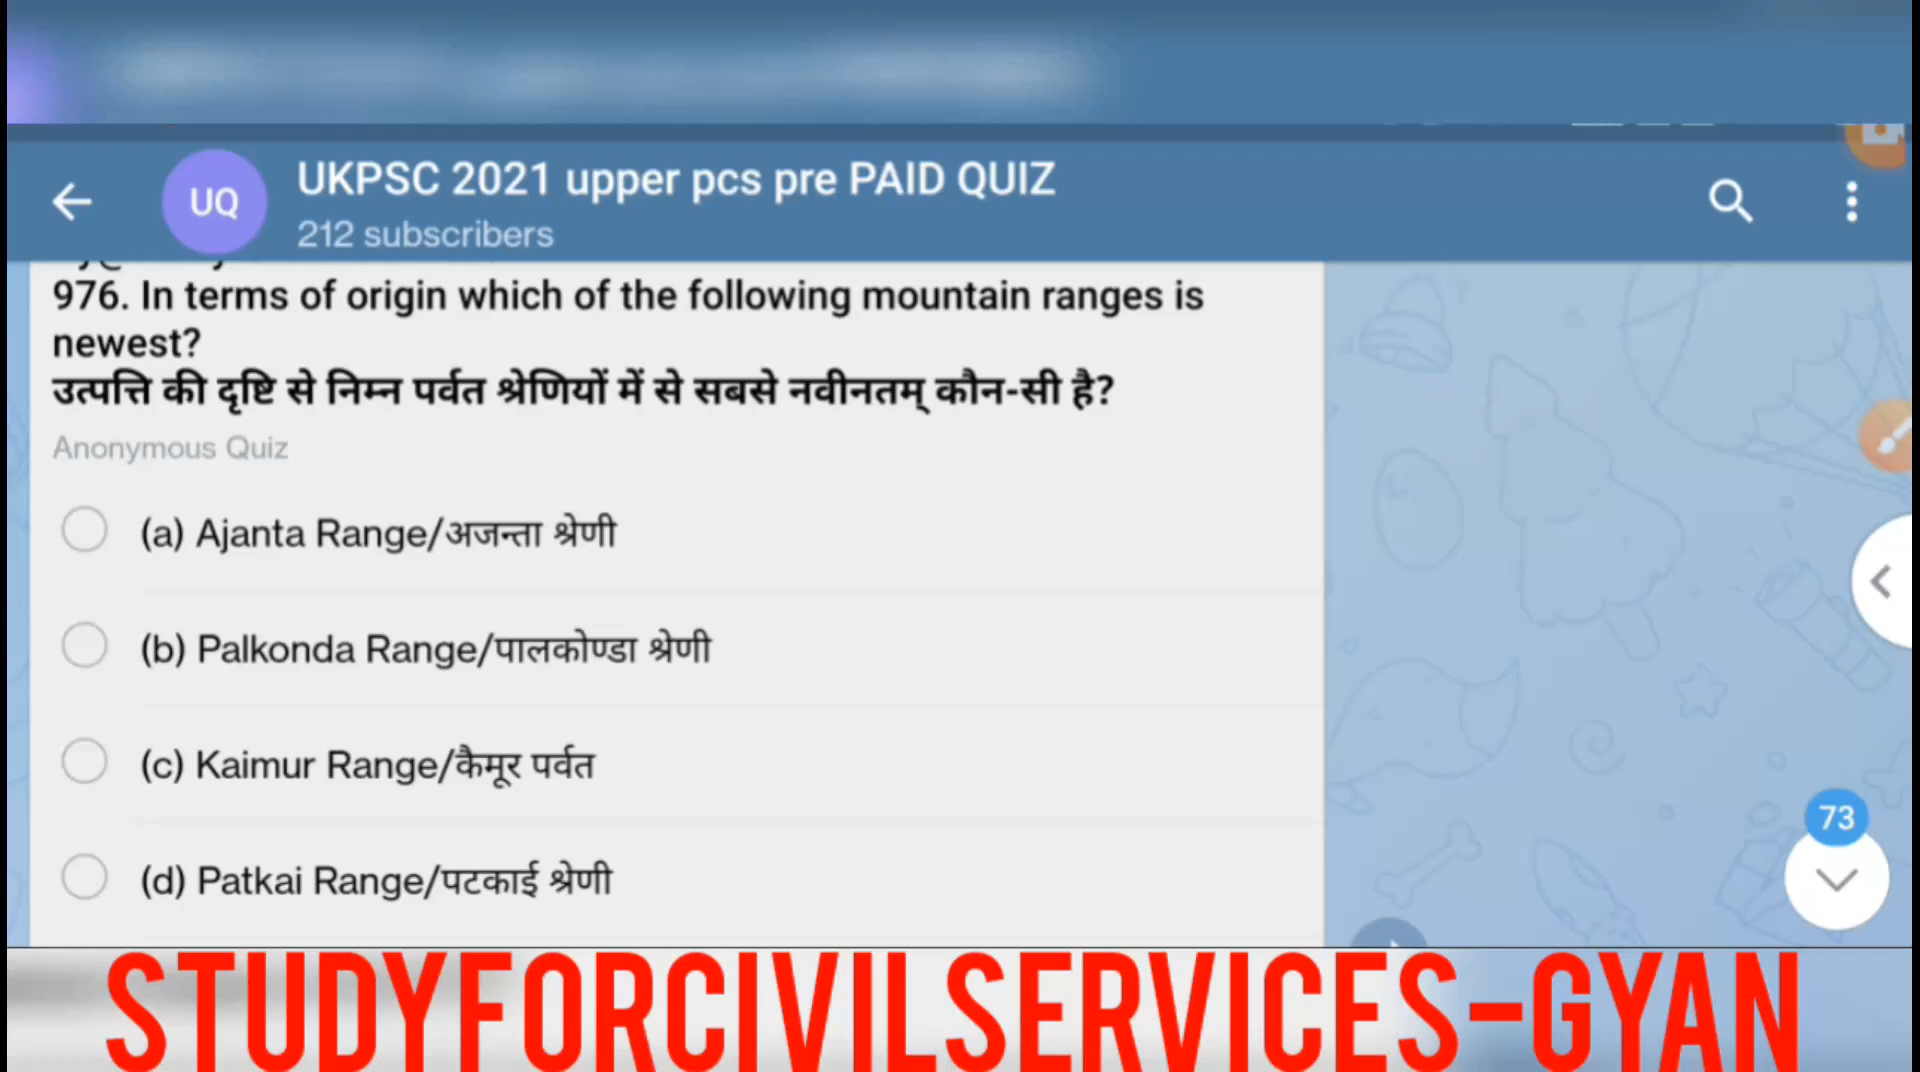 UQ
UKPSC 2021 upper pcs pre PAID QUIZ
212 subscribers
976. In terms of origin which of the following mountain ranges is
newest?
उत्पत्ति की दृष्टि से निम्न पर्वत श्रेणियों में से सबसे नवीनतम् कौन-सी है?
Anonymous Quiz
(a) Ajanta Range/अजन्ता श्रेणी
(b) Palkonda Range/पालकोण्डा श्रेणी
(c) Kaimur Range/कैमूर पर्वत
(d) Patkai Range/पटकाई श्रेणी
73
STUDYFORCIVILSERVICES-GYAN